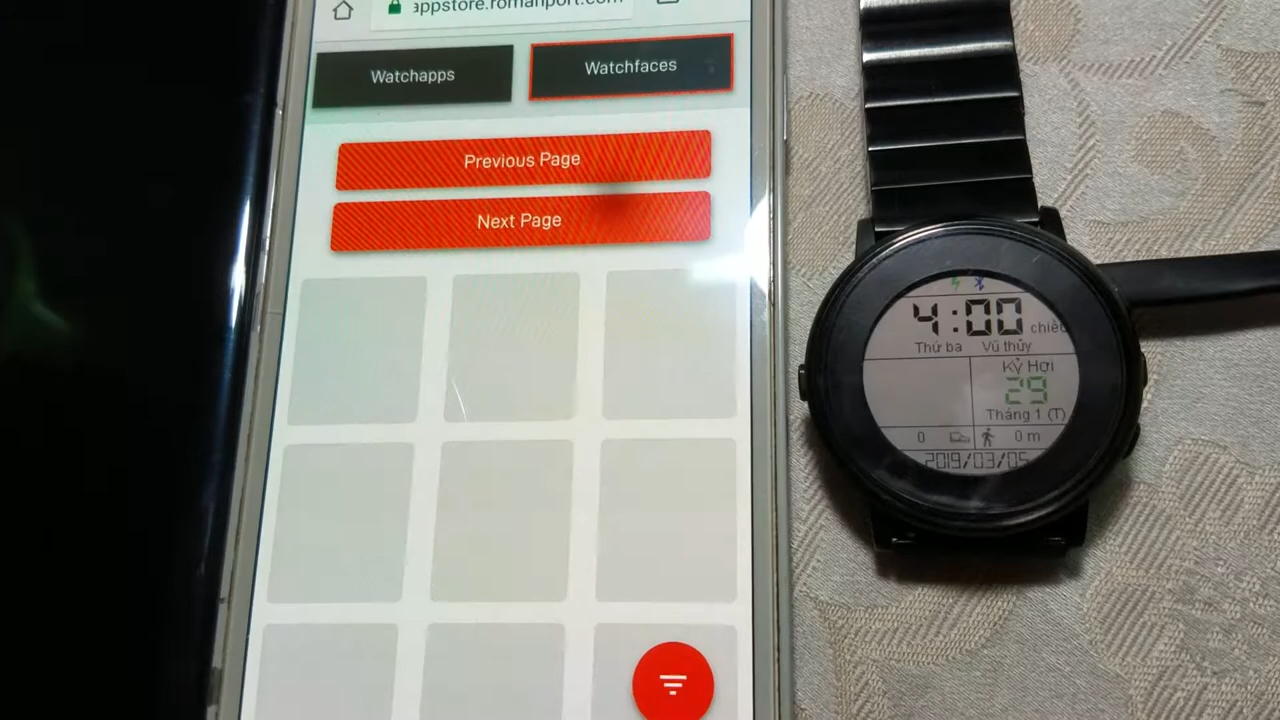 appstore.romanport.com
Watchapps
Watchfaces
Previous Page
Next Page
4:00 chiều
Thứ ba Vũ thủy
Kỷ Hợi
29
Tháng 1 (T)
0 0 m
2019/03/05